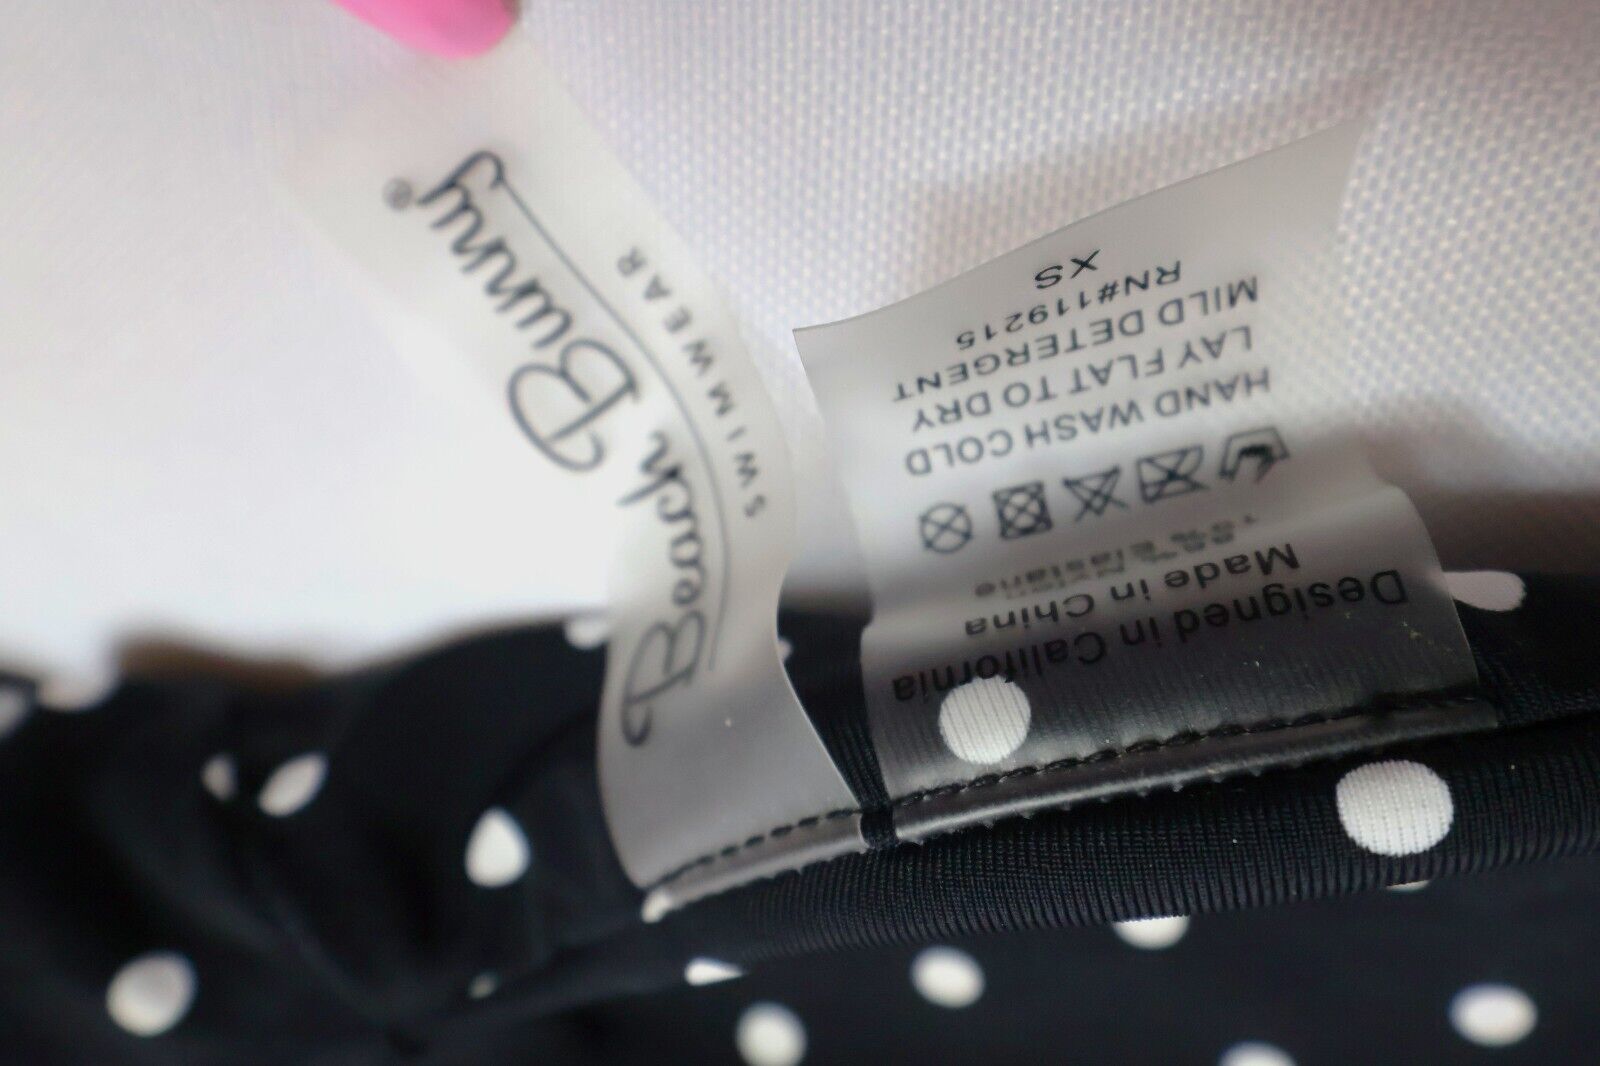 Beach Bunny®
SWIMWEAR
Designed in California
Made in China
Elastane
HAND WASH COLD
LAY FLAT TO DRY
MILD DETERGENT
RN#119215
XS